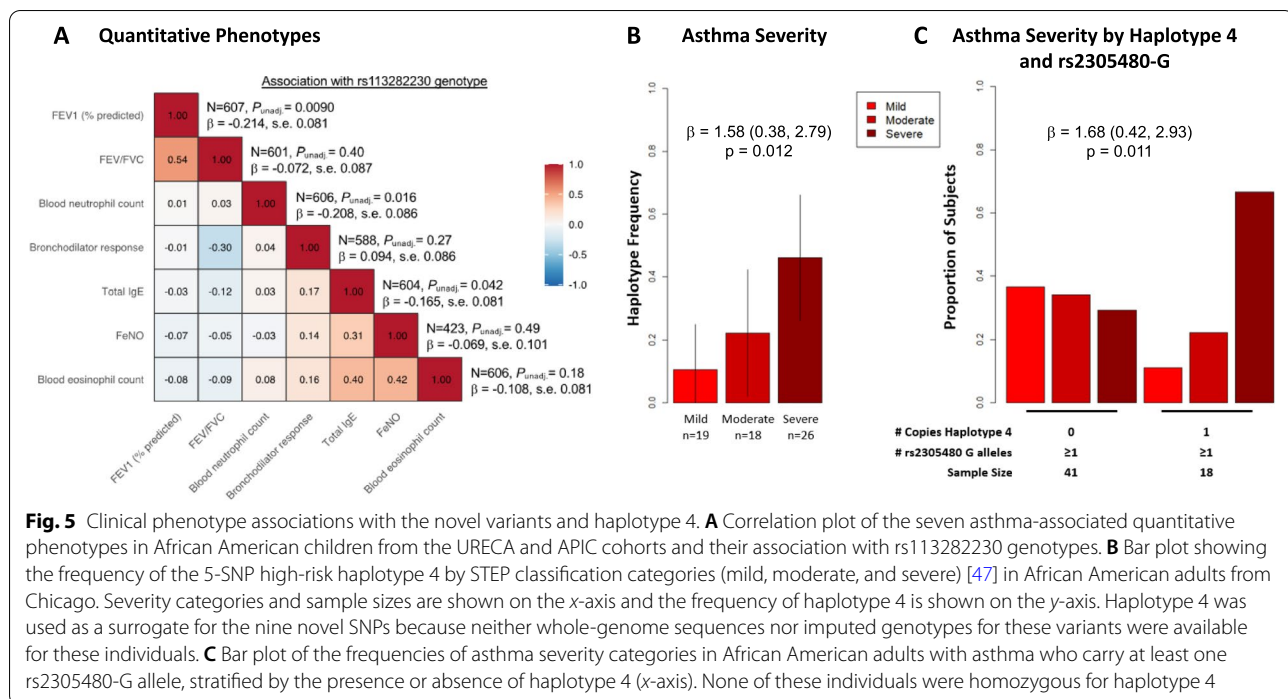 A Quantitative Phenotypes
Association with rs113282230 genotype
FEV1 (% predicted)
1.00
N=607, Punadj.= 0.0090
β = -0.214, s.e. 0.081
FEV/FVC
0.54 1.00
N=601, Punadj.= 0.40
β = -0.072, s.e. 0.087
Blood neutrophil count
0.01 0.03 1.00
N=606, Punadj.= 0.016
β = -0.208, s.e. 0.086
Bronchodilator response
-0.01 -0.30 0.04 1.00
N=588, Punadj.= 0.27
β = 0.094, s.e. 0.086
Total IgE
-0.03 -0.12 0.03 0.17 1.00
N=604, Punadj.= 0.042
β = -0.165, s.e. 0.081
FeNO
-0.07 -0.05 -0.03 0.14 0.31 1.00
N=423, Punadj.= 0.49
β = -0.069, s.e. 0.101
Blood eosinophil count
-0.08 -0.09 0.08 0.16 0.40 0.42 1.00
N=606, Punadj.= 0.18
β = -0.108, s.e. 0.081
FEV1 (% predicted)
FEV/FVC
Blood neutrophil count
Bronchodilator response
Total IgE
FeNO
Blood eosinophil count
1.0
0.5
0.0
-0.5
-1.0
B Asthma Severity
Mild
Moderate
Severe
β = 1.58 (0.38, 2.79)
p = 0.012
Haplotype Frequency
1.0
0.8
0.6
0.4
0.2
0.0
Mild Moderate Severe
n=19 n=18 n=26
C Asthma Severity by Haplotype 4
and rs2305480-G
β = 1.68 (0.42, 2.93)
p = 0.011
Proportion of Subjects
1.0
0.8
0.6
0.4
0.2
0.0
# Copies Haplotype 4 0 1
# rs2305480 G alleles ≥1 ≥1
Sample Size 41 18
Fig. 5 Clinical phenotype associations with the novel variants and haplotype 4. A Correlation plot of the seven asthma-associated quantitative
phenotypes in African American children from the URECA and APIC cohorts and their association with rs113282230 genotypes. B Bar plot showing
the frequency of the 5-SNP high-risk haplotype 4 by STEP classification categories (mild, moderate, and severe) [47] in African American adults from
Chicago. Severity categories and sample sizes are shown on the x-axis and the frequency of haplotype 4 is shown on the y-axis. Haplotype 4 was
used as a surrogate for the nine novel SNPs because neither whole-genome sequences nor imputed genotypes for these variants were available
for these individuals. C Bar plot of the frequencies of asthma severity categories in African American adults with asthma who carry at least one
rs2305480-G allele, stratified by the presence or absence of haplotype 4 (x-axis). None of these individuals were homozygous for haplotype 4